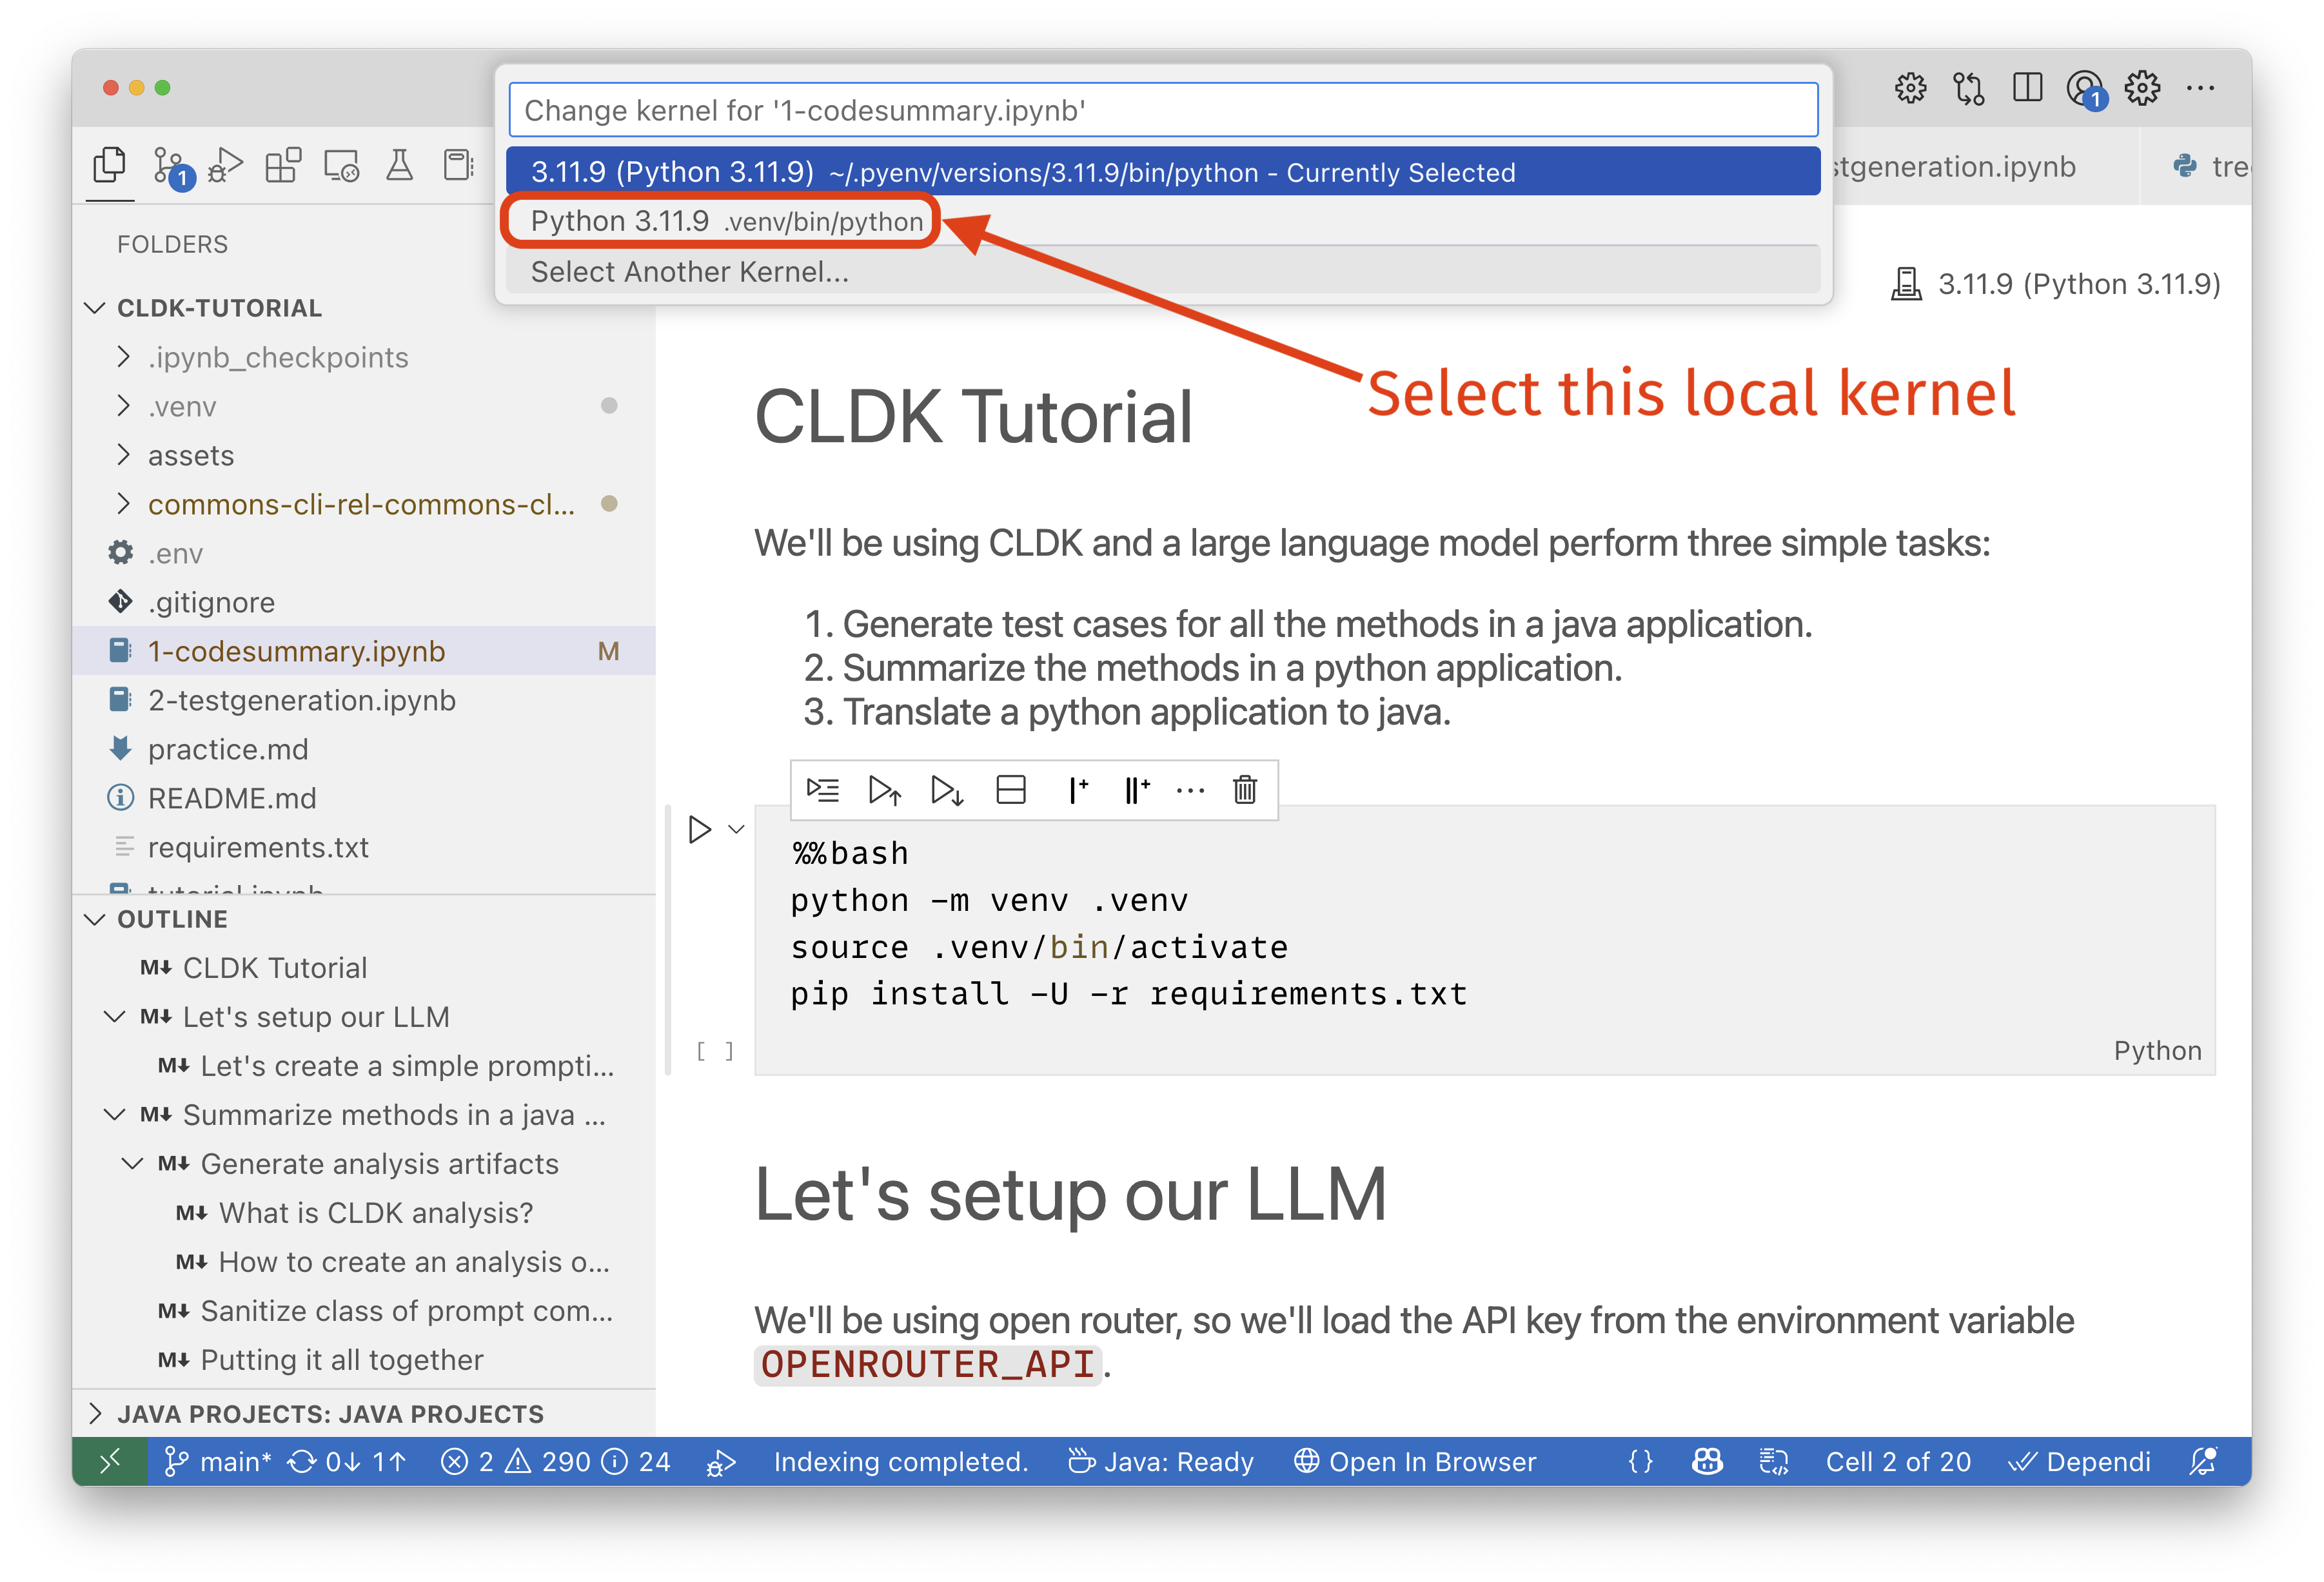 Change kernel for '1-codesummary.ipynb'
3.11.9 (Python 3.11.9) ~/.pyenv/versions/3.11.9/bin/python - Currently Selected
Python 3.11.9 .venv/bin/python
Select Another Kernel...
1
1
stgeneration.ipynb
tre
3.11.9 (Python 3.11.9)
Select this local kernel
FOLDERS
CLDK-TUTORIAL
.ipynb_checkpoints
.venv
assets
commons-cli-rel-commons-cl...
.env
.gitignore
1-codesummary.ipynb M
2-testgeneration.ipynb
practice.md
README.md
requirements.txt
tutorial.ipynb
OUTLINE
M↓ CLDK Tutorial
M↓ Let's setup our LLM
M↓ Let's create a simple prompti...
M↓ Summarize methods in a java ...
M↓ Generate analysis artifacts
M↓ What is CLDK analysis?
M↓ How to create an analysis o...
M↓ Sanitize class of prompt com...
M↓ Putting it all together
JAVA PROJECTS: JAVA PROJECTS
CLDK Tutorial
We'll be using CLDK and a large language model perform three simple tasks:
1. Generate test cases for all the methods in a java application.
2. Summarize the methods in a python application.
3. Translate a python application to java.
%%bash
python -m venv .venv
source .venv/bin/activate
pip install -U -r requirements.txt
[ ]
Python
Let's setup our LLM
We'll be using open router, so we'll load the API key from the environment variable
OPENROUTER_API.
main* 0↓ 1↑ 2 290 24 Indexing completed. Java: Ready Open In Browser {} Cell 2 of 20 Dependi